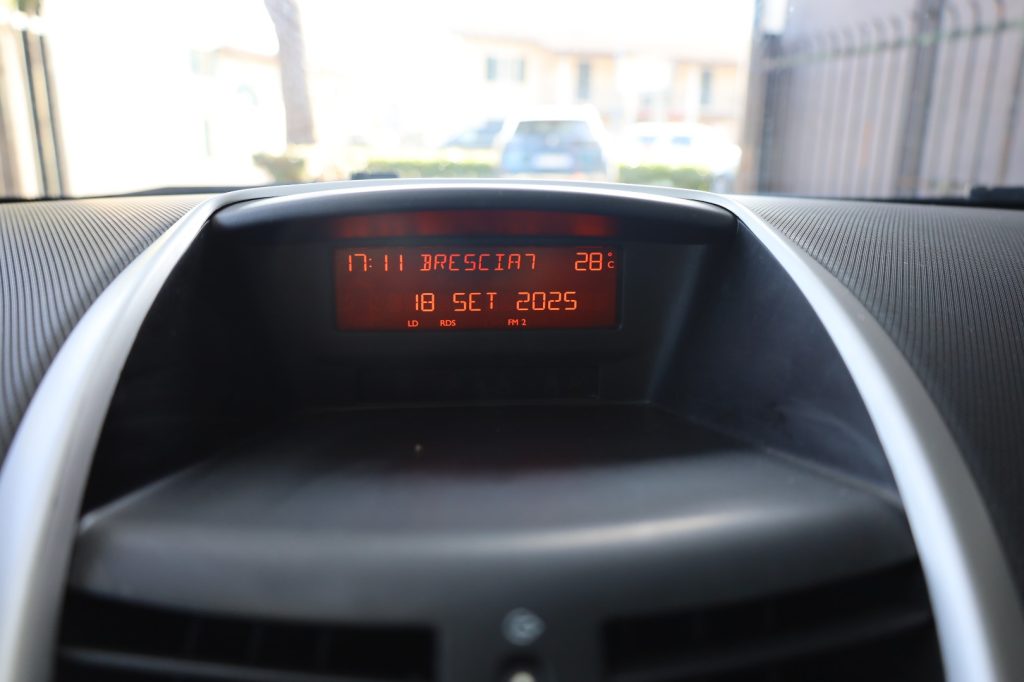 17:11 BRESCIA7 28°C
18 SET 2025
LD RDS FM 2